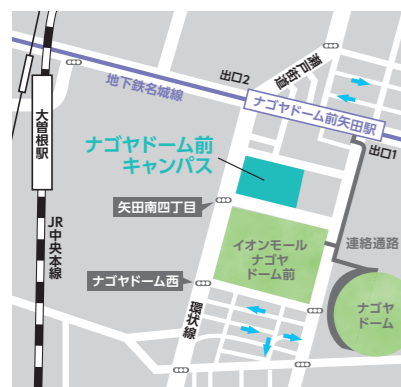 瀬戸街道
出口2
地下鉄名城線
ナゴヤドーム前矢田駅
大曽根駅
出口1
ナゴヤドーム前
キャンパス
矢田南四丁目
JR中央本線
イオンモール
ナゴヤ
ドーム前
連絡通路
ナゴヤドーム西
ナゴヤ
ドーム
環状線